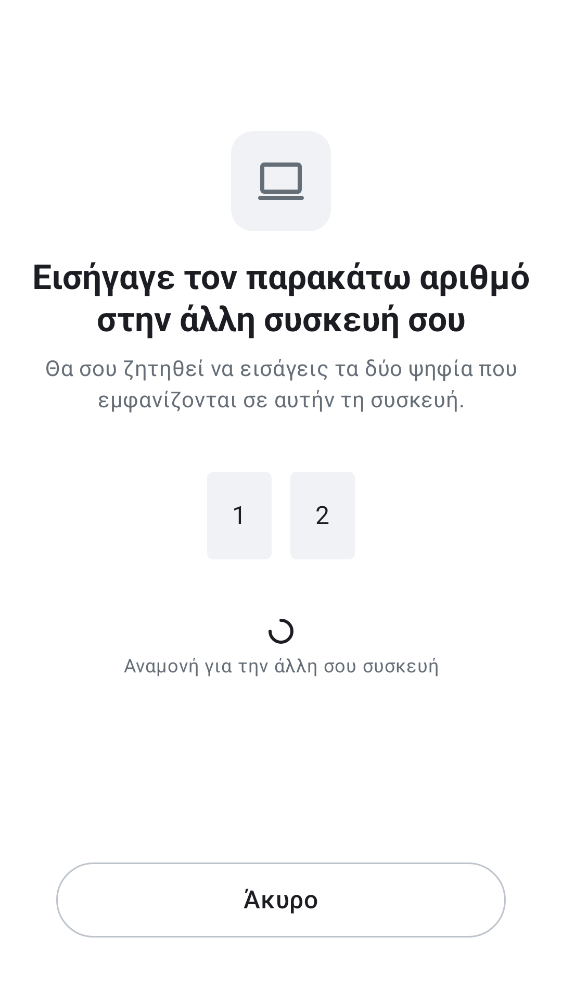 Εισήγαγε τον παρακάτω αριθμό
στην άλλη συσκευή σου
Θα σου ζητηθεί να εισάγεις τα δύο ψηφία που
εμφανίζονται σε αυτήν τη συσκευή.
1 2
Αναμονή για την άλλη σου συσκευή
Άκυρο